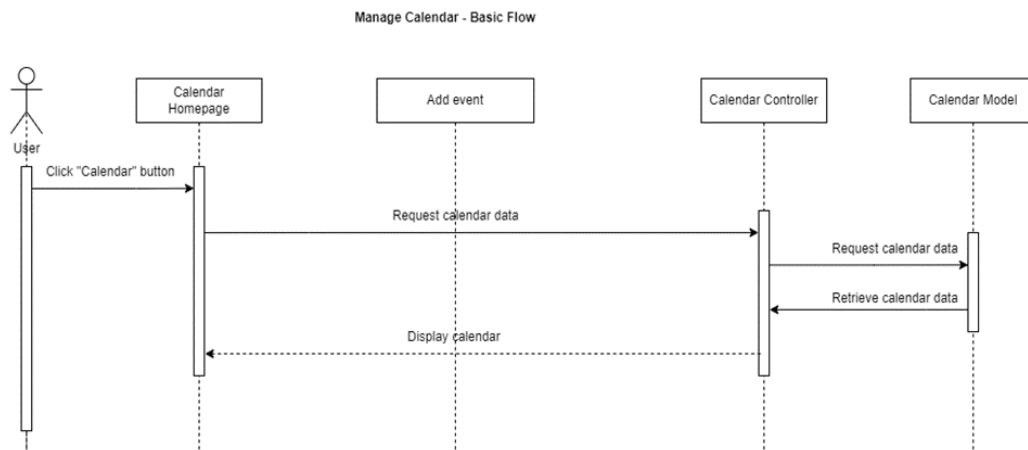 Manage Calendar - Basic Flow
Calendar
Homepage
Add event
Calendar Controller
Calendar Model
User
Click "Calendar" button
Request calendar data
Request calendar data
Retrieve calendar data
Display calendar